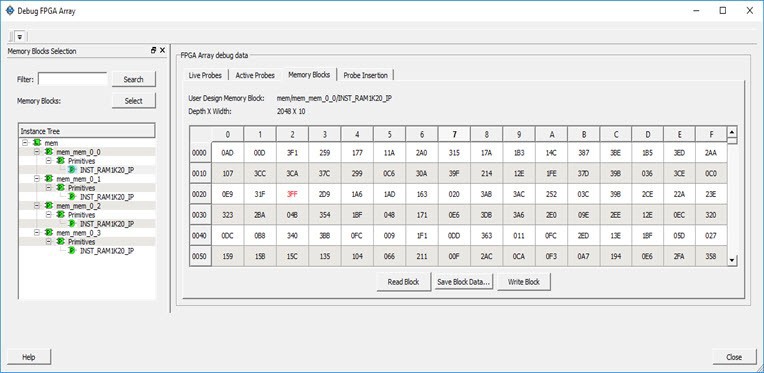 Debug FPGA Array
Memory Blocks Selection
Filter: Search
Memory Blocks: Select
Instance Tree
mem
mem_mem_0_0
Primitives
INST_RAM1K20_IP
mem_mem_0_1
Primitives
INST_RAM1K20_IP
mem_mem_0_2
Primitives
INST_RAM1K20_IP
mem_mem_0_3
Primitives
INST_RAM1K20_IP
FPGA Array debug data
Live Probes Active Probes Memory Blocks Probe Insertion
User Design Memory Block: mem/mem_mem_0_0/INST_RAM1K20_IP
Depth X Width: 2048 X 10
0 1 2 3 4 5 6 7 8 9 A B C D E F
0000 0AD 00D 3F1 259 177 11A 2A0 315 17A 1B3 14C 387 3BE 1B5 3ED 2AA
0010 107 3CC 3CA 37C 299 0C6 30A 39F 214 12E 1FE 37D 39B 036 3CE 0C0
0020 0E9 31F 3FF 2D9 1A6 1AD 163 020 3AB 3AC 252 03C 39B 2CE 22A 23E
0030 323 2BA 04B 354 1BF 048 171 0E6 3DB 3A6 2E0 09E 2EE 12E 0EC 320
0040 0DC 0B8 340 3BB 0FC 009 1F1 0DD 363 011 0FC 2ED 13E 1BF 05D 027
0050 159 15B 15C 135 104 066 211 00F 2AC 0CA 0F3 0A7 194 0E6 2FA 358
Read Block Save Block Data... Write Block
Help Close